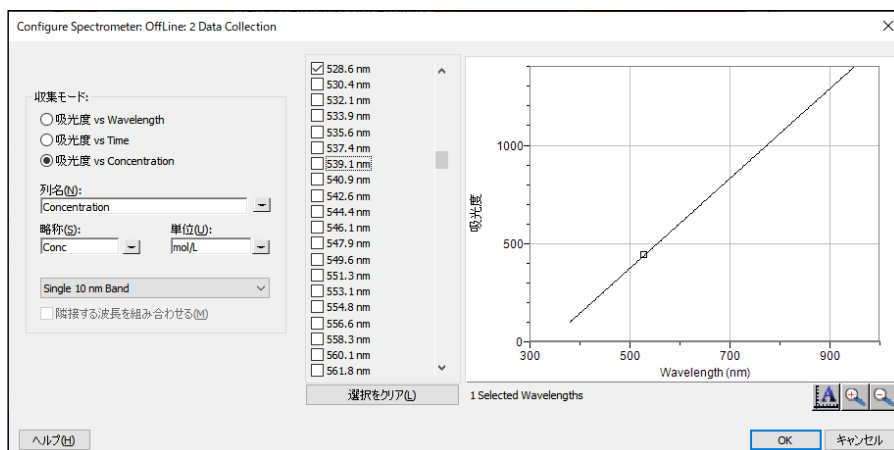 Configure Spectrometer: OffLine: 2 Data Collection
収集モード:
吸光度 vs Wavelength
吸光度 vs Time
吸光度 vs Concentration
列名(N):
Concentration
略称(S): 単位(U):
Conc mol/L
Single 10 nm Band
隣接する波長を組み合わせる(M)
528.6 nm
530.4 nm
532.1 nm
533.9 nm
535.6 nm
537.4 nm
539.1 nm
540.9 nm
542.6 nm
544.4 nm
546.1 nm
547.9 nm
549.6 nm
551.3 nm
553.1 nm
554.8 nm
556.6 nm
558.3 nm
560.1 nm
561.8 nm
選択をクリア(L)
吸光度
1000
500
0
300 500 700 900
Wavelength (nm)
1 Selected Wavelengths
A
ヘルプ(H) OK キャンセル